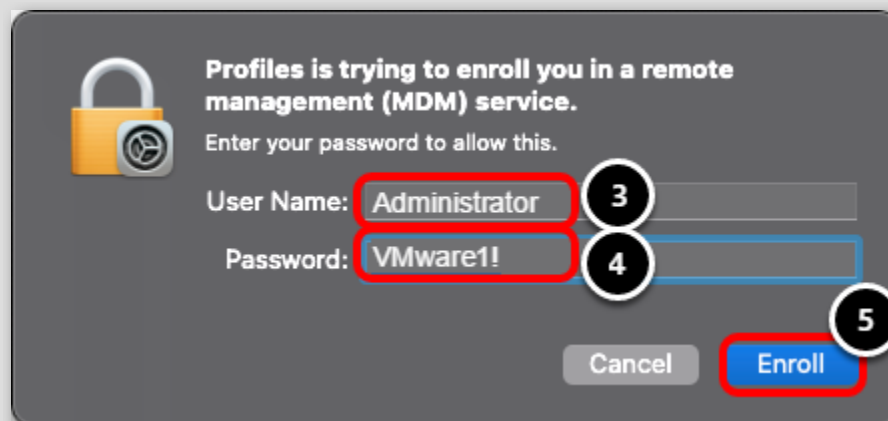 Profiles is trying to enroll you in a remote
management (MDM) service.
Enter your password to allow this.
User Name: Administrator 3
Password: VMware1! 4
5
Cancel Enroll